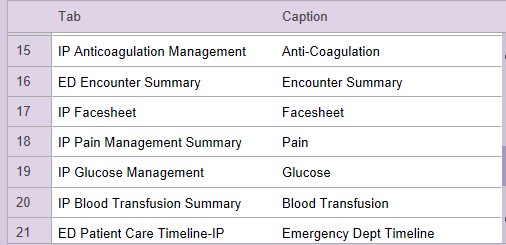 Tab Caption
15 IP Anticoagulation Management Anti-Coagulation
16 ED Encounter Summary Encounter Summary
17 IP Facesheet Facesheet
18 IP Pain Management Summary Pain
19 IP Glucose Management Glucose
20 IP Blood Transfusion Summary Blood Transfusion
21 ED Patient Care Timeline-IP Emergency Dept Timeline